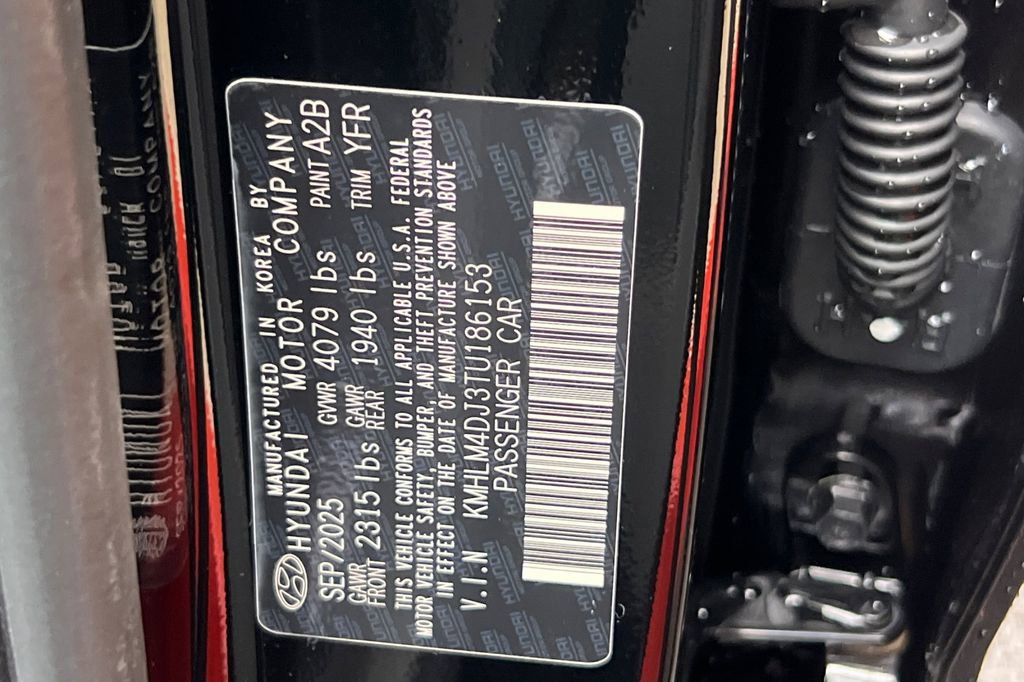 MANUFACTURED IN KOREA BY
HYUNDAI MOTOR COMPANY
SEP/2025 GVWR 4079 lbs PAINT A2B
GAWR FRONT 2315 lbs GAWR REAR 1940 lbs TRIM YFR
THIS VEHICLE CONFORMS TO ALL APPLICABLE U.S.A. FEDERAL
MOTOR VEHICLE SAFETY, BUMPER, AND THEFT PREVENTION STANDARDS
IN EFFECT ON THE DATE OF MANUFACTURE SHOWN ABOVE
V.I.N KMHLM4DJ3TU186153
PASSENGER CAR